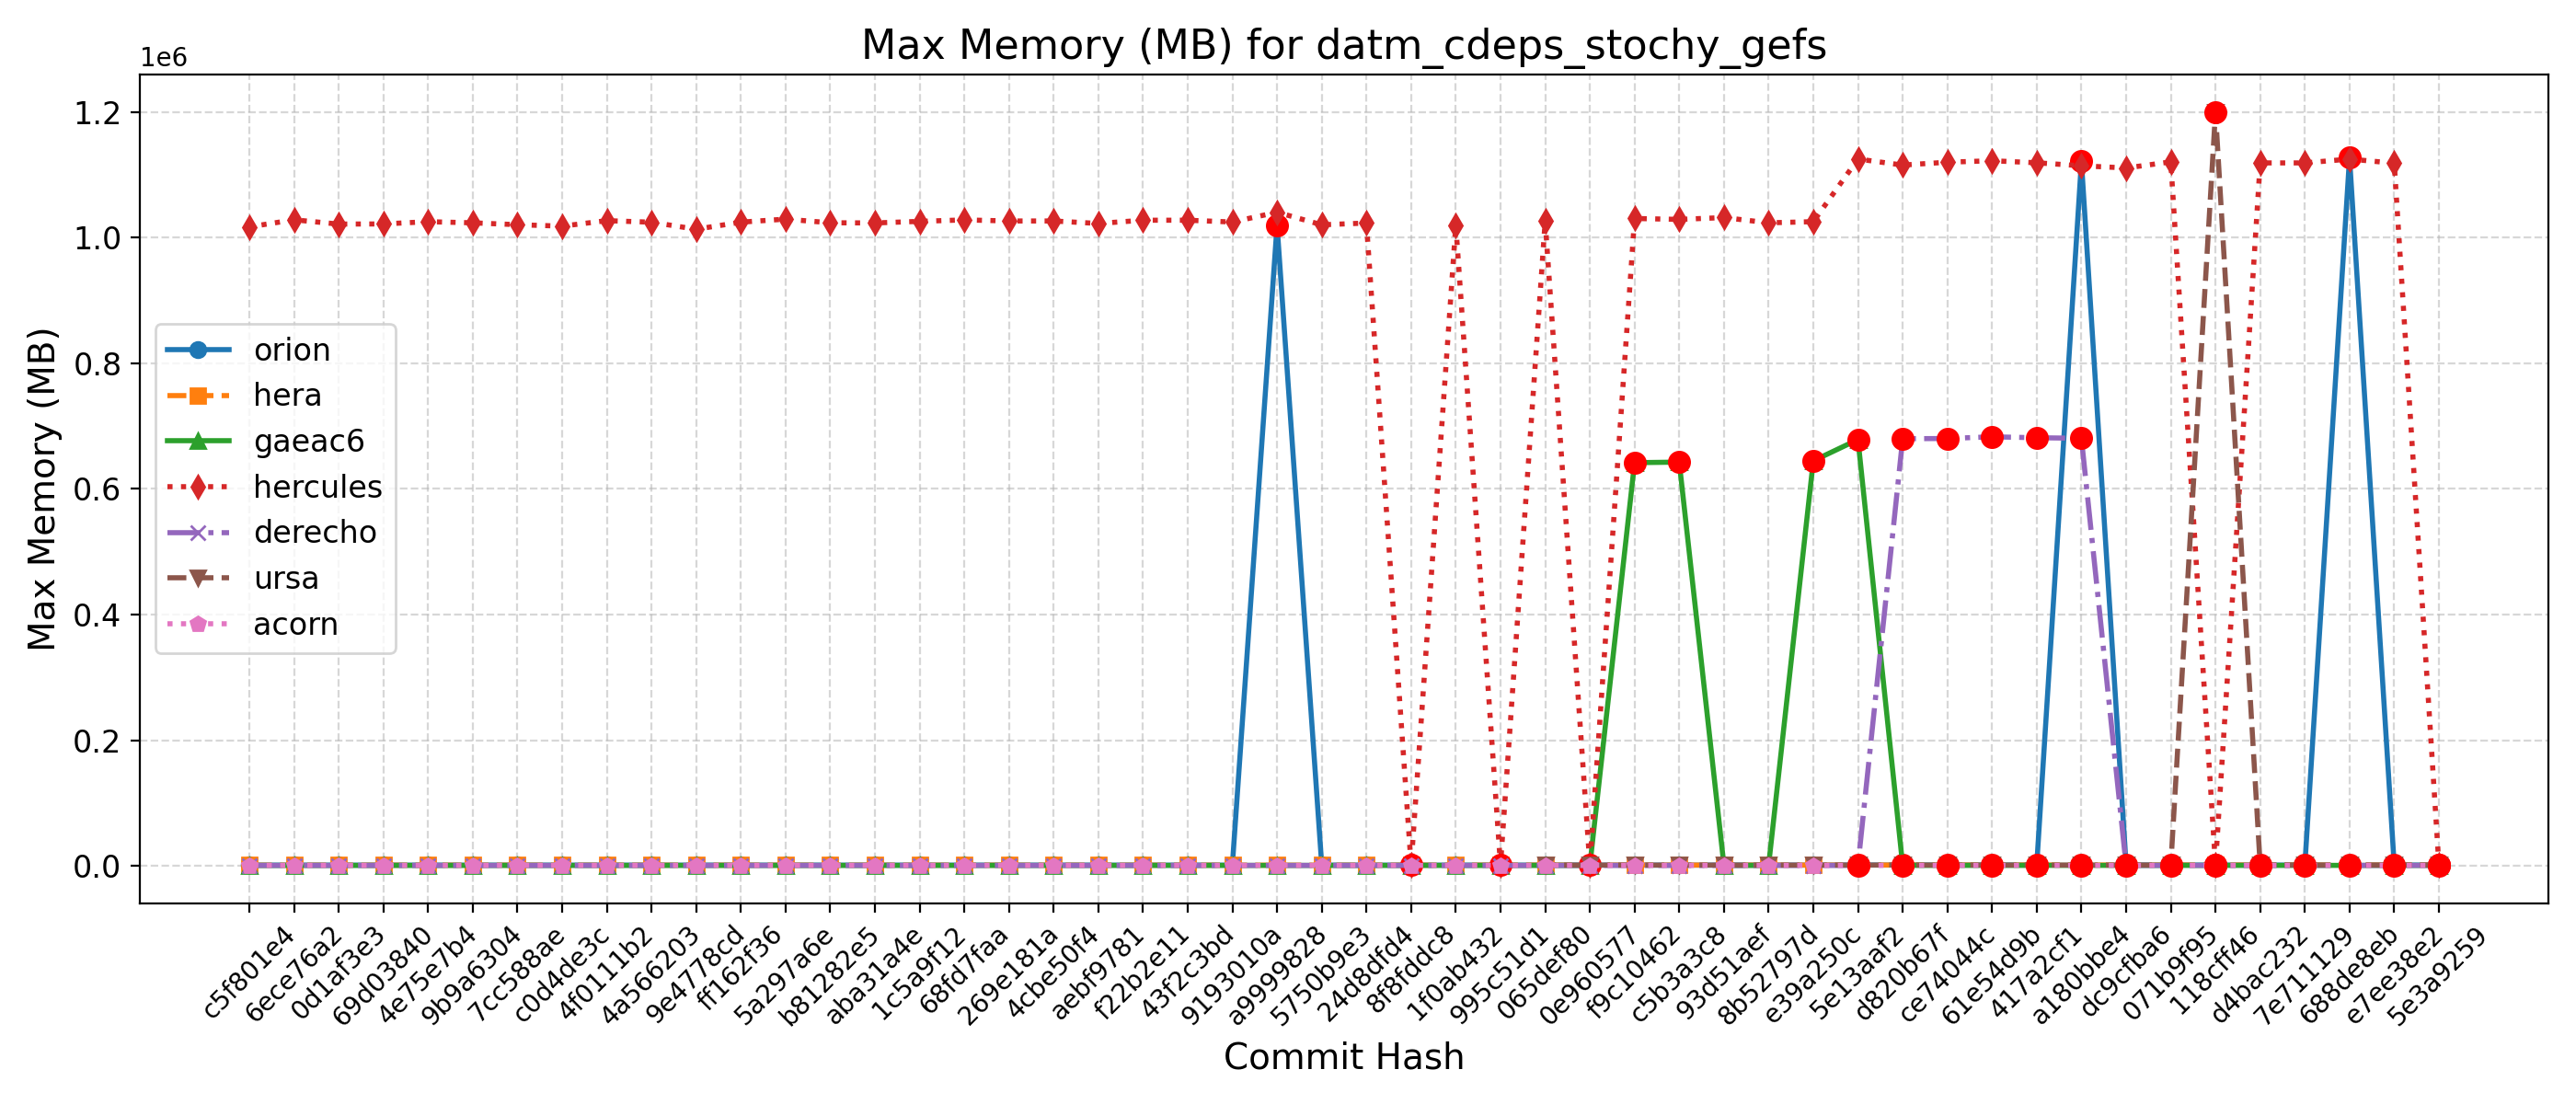 Max Memory (MB) for datm_cdeps_stochy_gefs
1e6
1.2
1.0
0.8
0.6
0.4
0.2
0.0
Max Memory (MB)
orion
hera
gaeac6
hercules
derecho
ursa
acorn
c5f801e4
6ece76a2
0d1af3e3
69d03840
4e75e7b4
9b9a6304
7cc588ae
c0d4de3c
4f0111b2
4a566203
9e4778cd
ff162f36
5a297a6e
b81282e5
aba31a4e
1c5a9f12
68fd7faa
269e181a
4cbe50f4
aebf9781
f22b2e11
43f2c3bd
9193010a
a9999828
5750b9e3
24d8dfd4
8f8fddc8
1f0ab432
995c51d1
065def80
0e960577
f9c10462
c5b3a3c8
93d51aef
8b52797d
e39a250c
5e13aaf2
d820b67f
ce74044c
61e54d9b
417a2cf1
a180bbe4
dc9cfba6
071b9f95
118cff46
d4bac232
7e711129
688de8eb
e7ee38e2
5e3a9259
Commit Hash